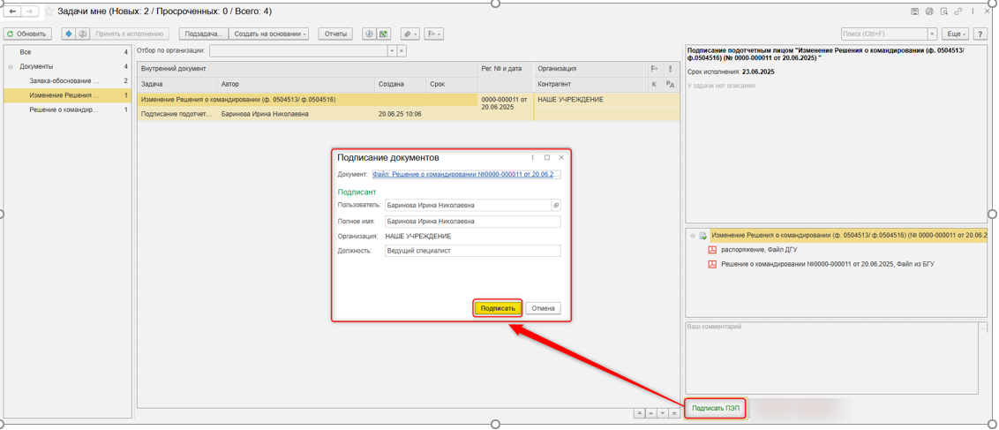 Задачи мне (Новых: 2 / Просроченных: 0 / Всего: 4)
Обновить Принять к исполнению Подзадача... Создать на основании Отчеты Поиск (Ctrl+F) × Еще ?
Все 4
Документы 4
Заявка-обоснование ... 2
Изменение Решения ... 1
Решение о командир... 1
Отбор по организации:
Внутренний документ Рег. № и дата Организация
Задача Автор Создана Срок Контрагент К РД
Изменение Решения о командировании (ф. 0504513/ ф.0504516) 0000-000011 от НАШЕ УЧРЕЖДЕНИЕ
20.06.2025
Подписание подотчет... Баринова Ирина Николаевна 20.06.25 10:06
Подписание документов
Документ: Файл: Решение о командировании №0000-000011 от 20.06.2...
Подписант
Пользователь: Баринова Ирина Николаевна
Полное имя: Баринова Ирина Николаевна
Организация: НАШЕ УЧРЕЖДЕНИЕ
Должность: Ведущий специалист
Подписать Отмена
Подписание подотчетным лицом "Изменение Решения о командировании (ф. 0504513/
ф.0504516) (№ 0000-000011 от 20.06.2025) "
Срок исполнения: 23.06.2025
У задачи нет описания.
Изменение Решения о командировании (ф. 0504513/ ф.0504516) (№ 0000-000011 от 20.06.2
распоряжение, Файл ДГУ
Решение о командировании №0000-000011 от 20.06.2025, Файл из БГУ
Ваш комментарий
...
Подписать ПЭП